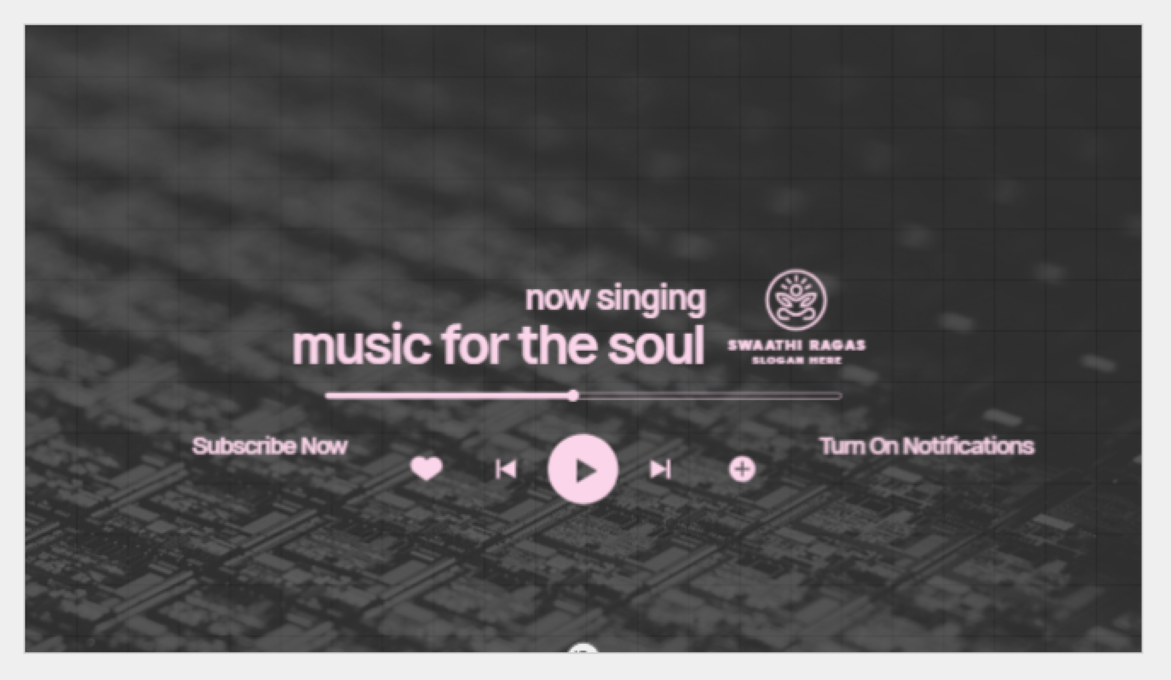 now singing
music for the soul
SWAATHI RAGAS
SLOGAN HERE
Subscribe Now
Turn On Notifications